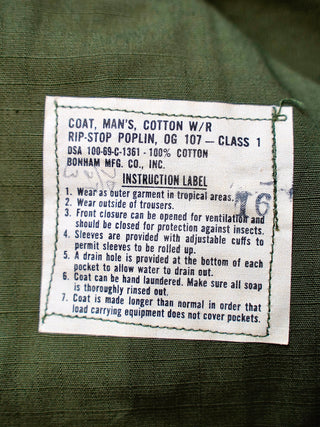 COAT, MAN'S, COTTON W/R
RIP-STOP POPLIN, OG 107 — CLASS 1
DSA 100-69-C-1361 - 100% COTTON
BONHAM MFG. CO., INC.
INSTRUCTION LABEL
16
1. Wear as outer garment in tropical areas.
2. Wear outside of trousers.
3. Front closure can be opened for ventilation and
should be closed for protection against insects.
4. Sleeves are provided with adjustable cuffs to
permit sleeves to be rolled up.
5. A drain hole is provided at the bottom of each
pocket to allow water to drain out.
6. Coat can be hand laundered. Make sure all soap
is thoroughly rinsed out.
7. Coat is made longer than normal in order that
load carrying equipment does not cover pockets.